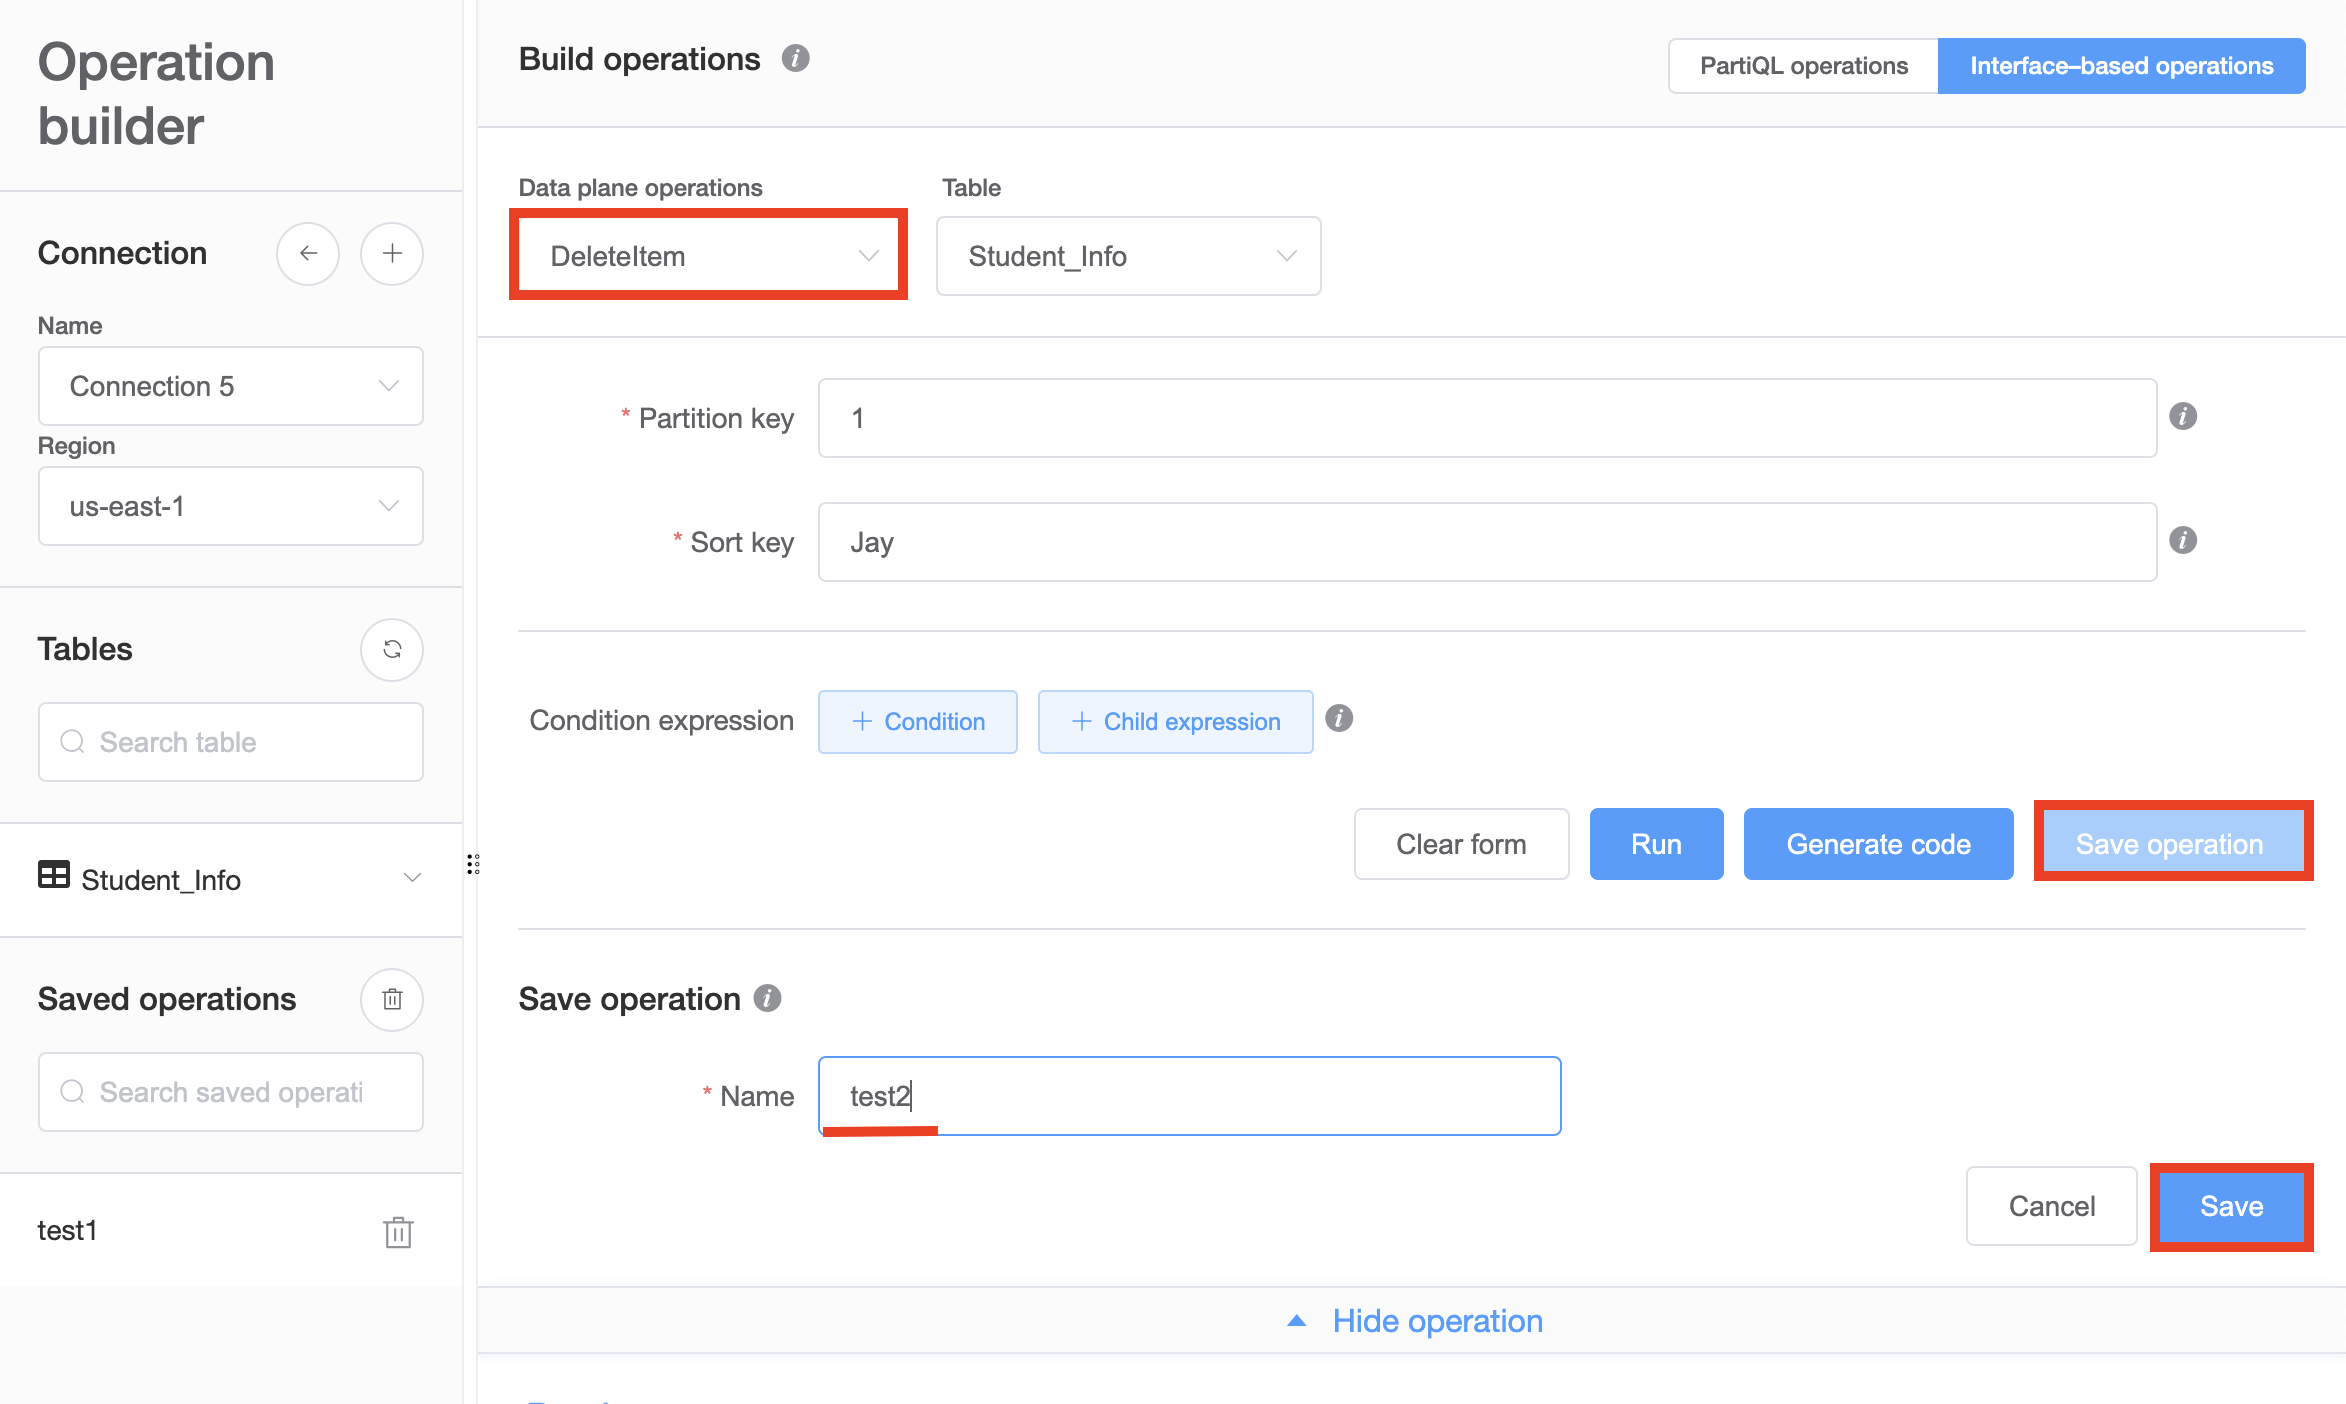 Operation
builder
Connection
Name
Connection 5
Region
us-east-1
Tables
Search table
Student_Info
Saved operations
Search saved operati
test1
Build operations
PartiQL operations
Interface–based operations
Data plane operations
Table
DeleteItem
Student_Info
* Partition key
1
* Sort key
Jay
Condition expression
+ Condition
+ Child expression
Clear form
Run
Generate code
Save operation
Save operation
* Name
test2
Cancel
Save
Hide operation